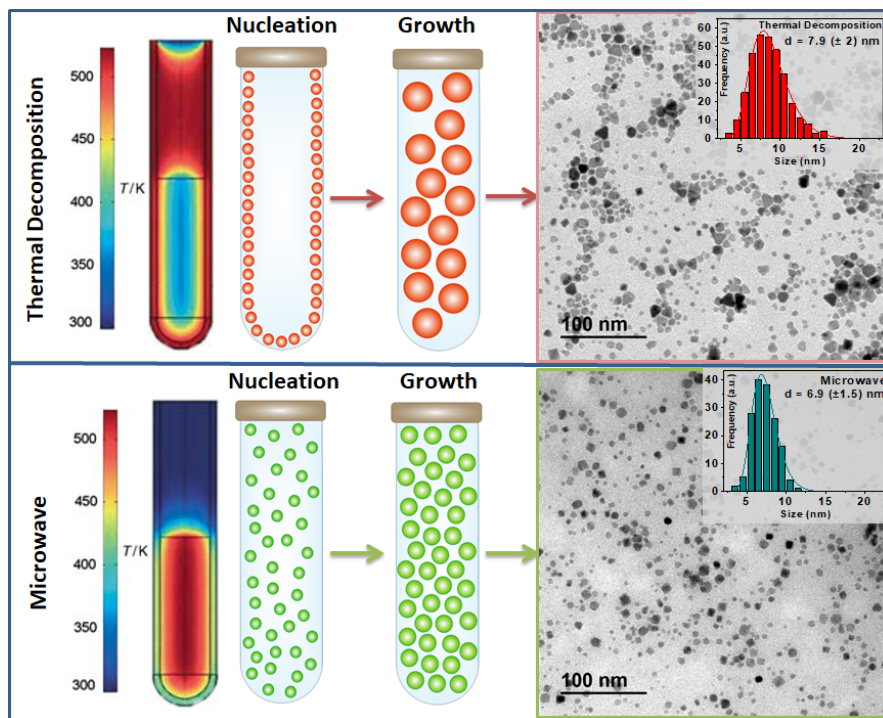 Thermal Decomposition
500
450
400
350
300
T/K
Nucleation
Growth
Thermal Decomposition
d = 7.9 (± 2) nm
Frequency (a.u.)
60
50
40
30
20
10
0
5
10
15
20
Size (nm)
100 nm
Microwave
500
450
400
350
300
T/K
Nucleation
Growth
Microwave
d = 6.9 (±1.5) nm
Frequency (a.u.)
40
30
20
10
0
5
10
15
20
Size (nm)
100 nm